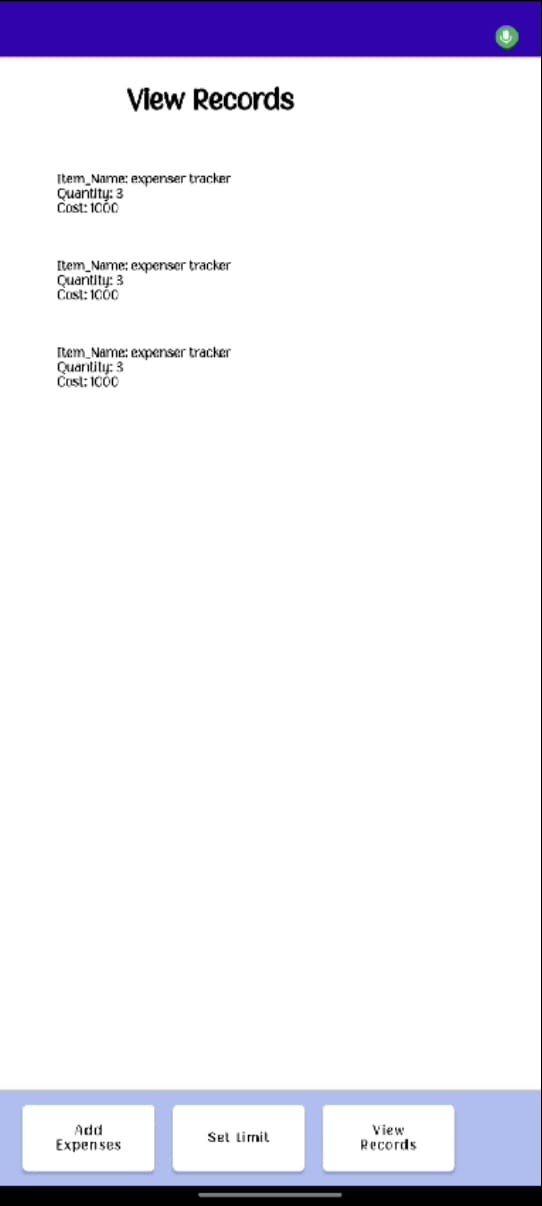 View Records
Item_Name: expenser tracker
Quantity: 3
Cost: 1000
Item_Name: expenser tracker
Quantity: 3
Cost: 1000
Item_Name: expenser tracker
Quantity: 3
Cost: 1000
Add
Expenses
Set Limit
View
Records